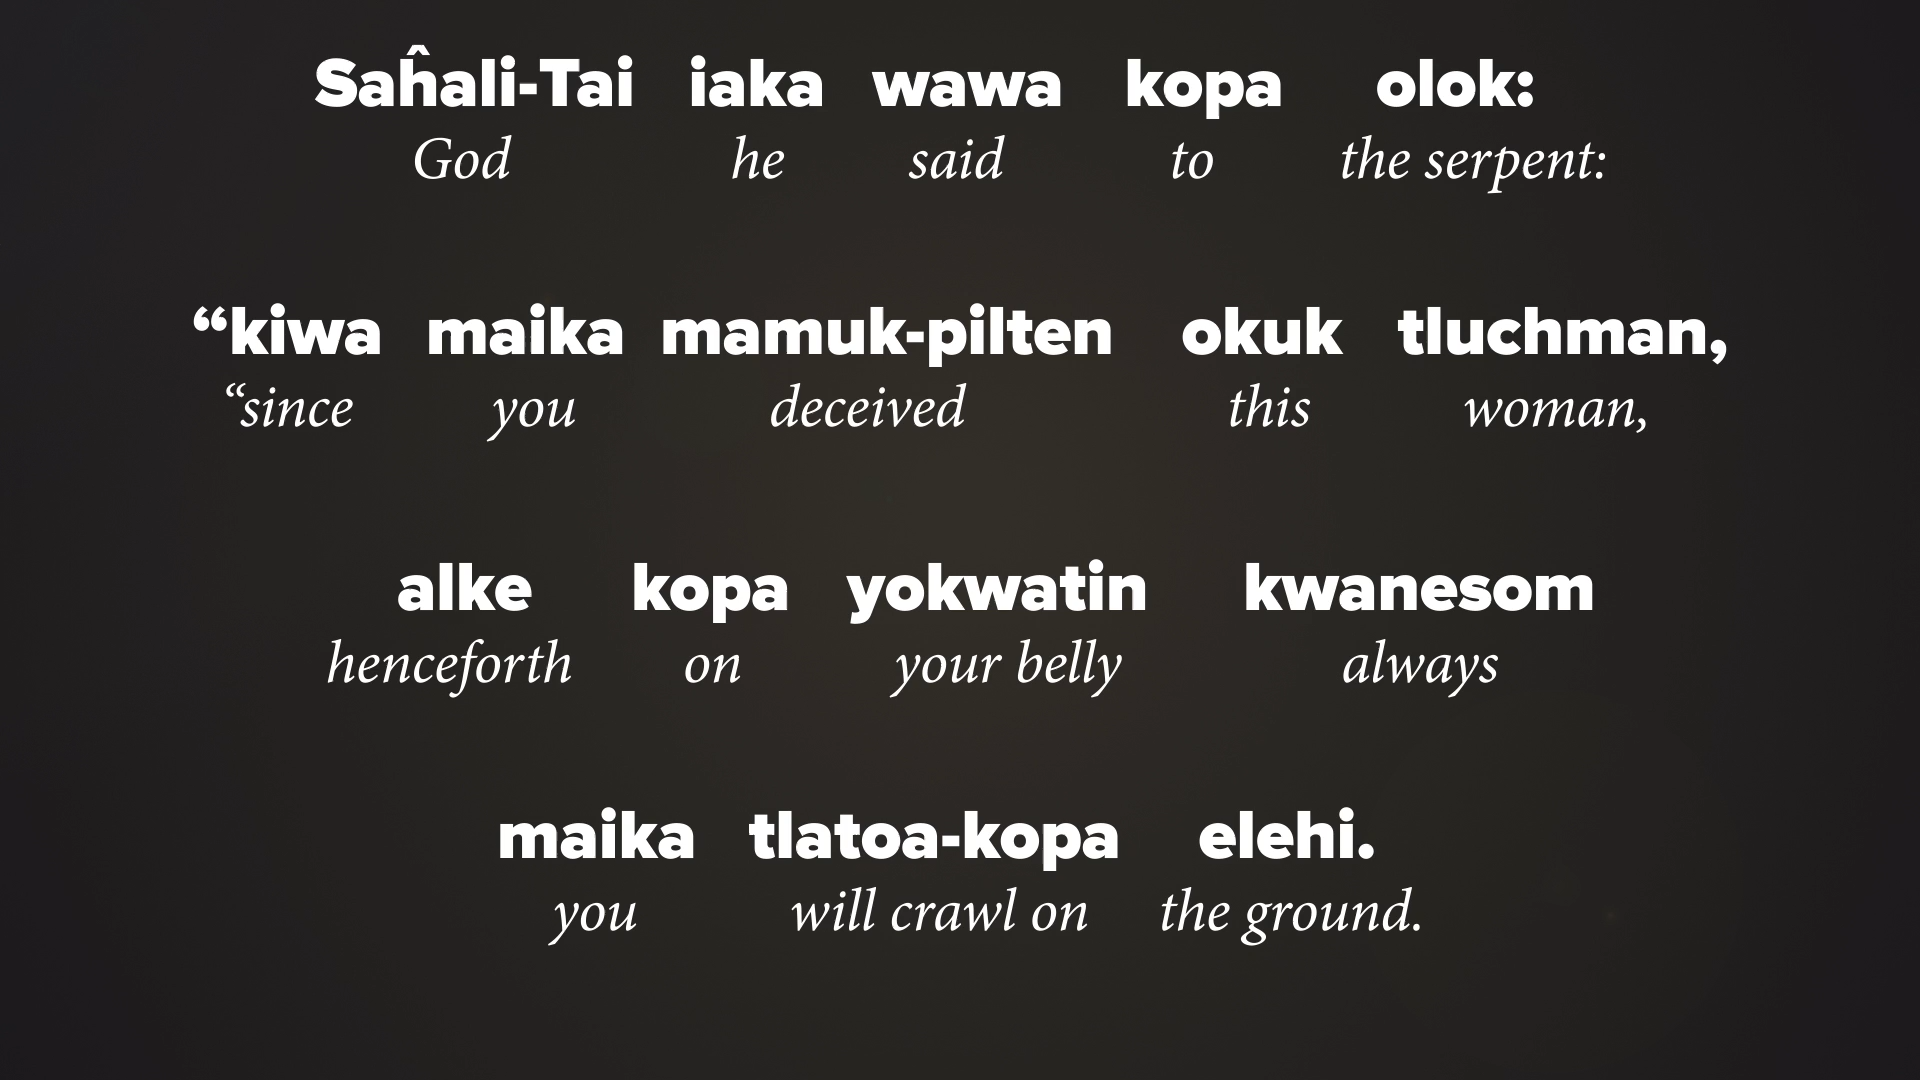 Saĥali-Tai iaka wawa kopa olok:
God he said to the serpent:
“kiwa maika mamuk-pilten okuk tluchman,
“since you deceived this woman,
alke kopa yokwatin kwanesom
henceforth on your belly always
maika tlatoa-kopa elehi.
you will crawl on the ground.